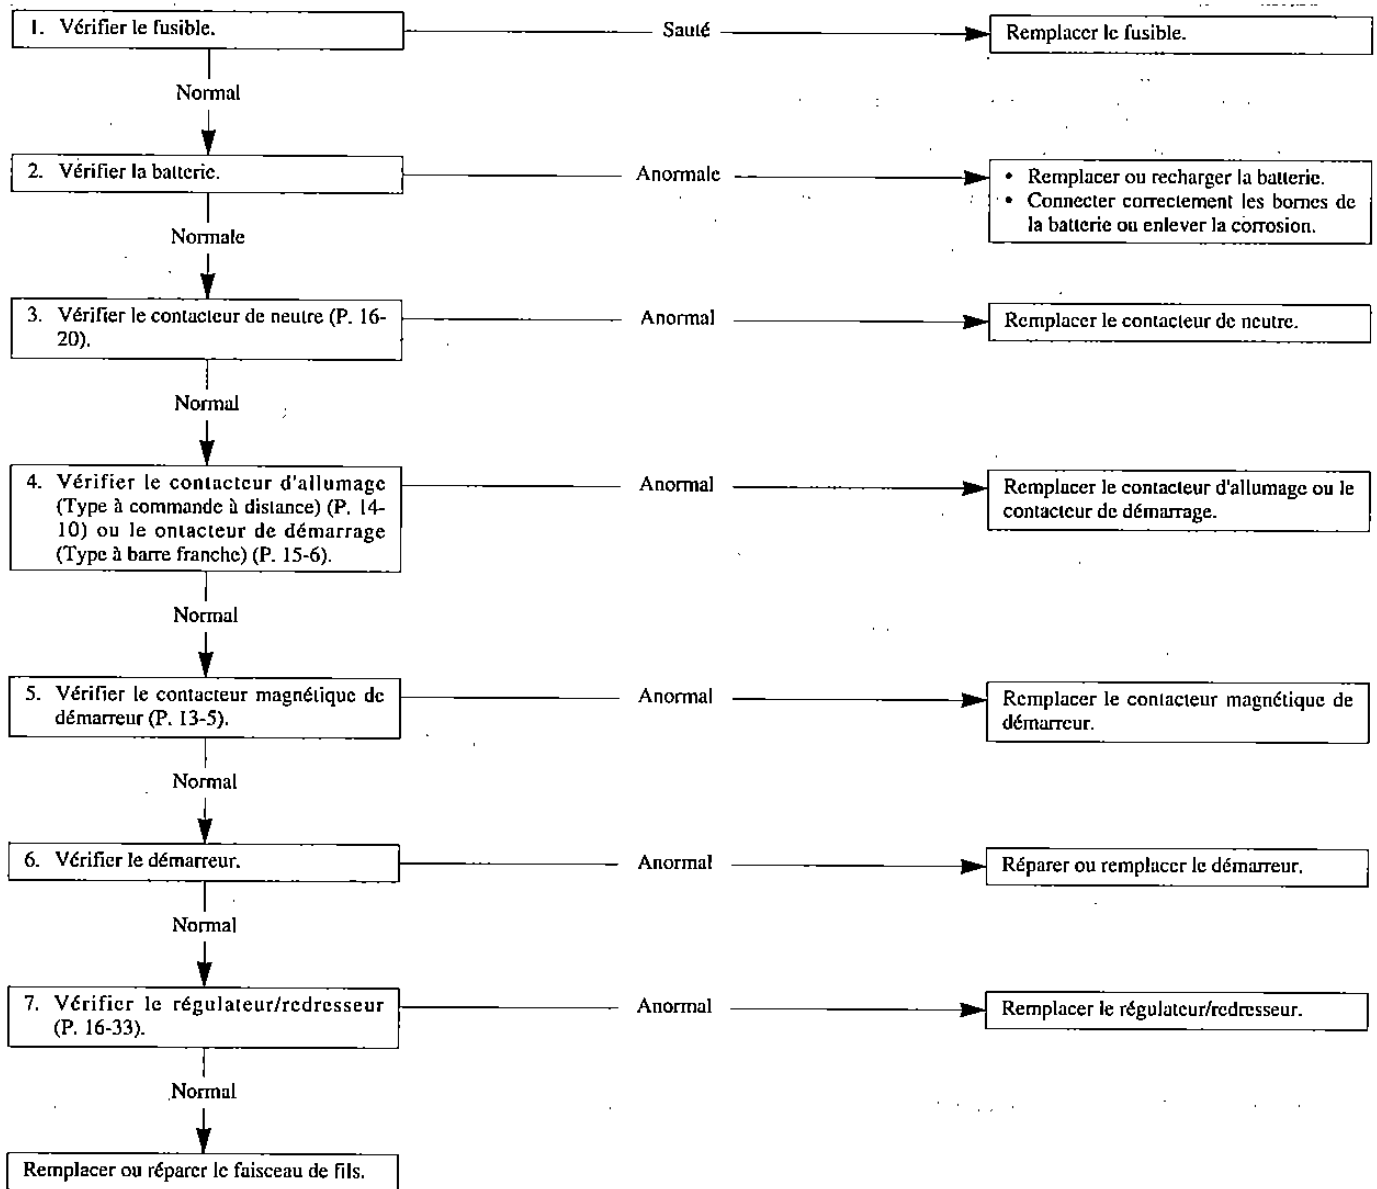 1. Vérifier le fusible.
Sauté
Remplacer le fusible.
Normal
2. Vérifier la batterie.
Anormale
• Remplacer ou recharger la batterie.
• Connecter correctement les bornes de
la batterie ou enlever la corrosion.
Normale
3. Vérifier le contacteur de neutre (P. 16-
20).
Anormal
Remplacer le contacteur de neutre.
Normal
4. Vérifier le contacteur d'allumage
(Type à commande à distance) (P. 14-
10) ou le ontacteur de démarrage
(Type à barre franche) (P. 15-6).
Anormal
Remplacer le contacteur d'allumage ou le
contacteur de démarrage.
Normal
5. Vérifier le contacteur magnétique de
démarreur (P. 13-5).
Anormal
Remplacer le contacteur magnétique de
démarreur.
Normal
6. Vérifier le démarreur.
Anormal
Réparer ou remplacer le démarreur.
Normal
7. Vérifier le régulateur/redresseur
(P. 16-33).
Anormal
Remplacer le régulateur/redresseur.
Normal
Remplacer ou réparer le faisceau de fils.